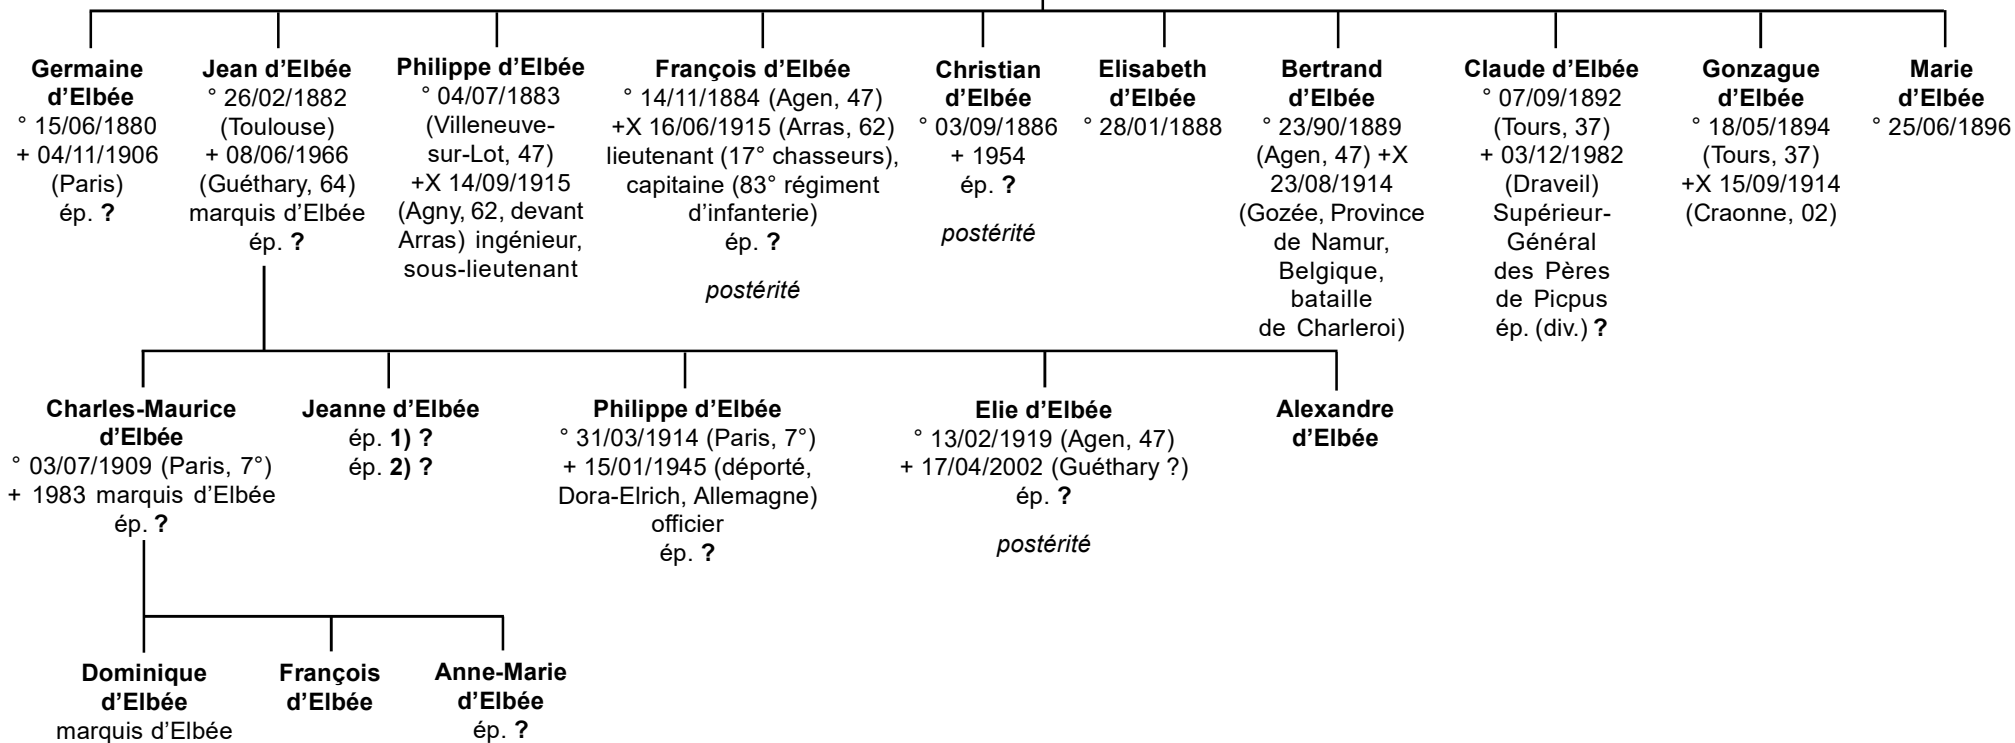 Germaine
d’Elbée
° 15/06/1880
+ 04/11/1906
(Paris)
ép. ?
Jean d’Elbée
° 26/02/1882
(Toulouse)
+ 08/06/1966
(Guéthary, 64)
marquis d’Elbée
ép. ?
Philippe d’Elbée
° 04/07/1883
(Villeneuve-
sur-Lot, 47)
+X 14/09/1915
(Agny, 62, devant
Arras) ingénieur,
sous-lieutenant
François d’Elbée
° 14/11/1884 (Agen, 47)
+X 16/06/1915 (Arras, 62)
lieutenant (17° chasseurs),
capitaine (83° régiment
d’infanterie)
ép. ?
postérité
Christian
d’Elbée
° 03/09/1886
+ 1954
ép. ?
postérité
Elisabeth
d’Elbée
° 28/01/1888
Bertrand
d’Elbée
° 23/90/1889
(Agen, 47) +X
23/08/1914
(Gozée, Province
de Namur,
Belgique,
bataille
de Charleroi)
Claude d’Elbée
° 07/09/1892
(Tours, 37)
+ 03/12/1982
(Draveil)
Supérieur-
Général
des Pères
de Picpus
ép. (div.) ?
Gonzague
d’Elbée
° 18/05/1894
(Tours, 37)
+X 15/09/1914
(Craonne, 02)
Marie
d’Elbée
° 25/06/1896
Charles-Maurice
d’Elbée
° 03/07/1909 (Paris, 7°)
+ 1983 marquis d’Elbée
ép. ?
Jeanne d’Elbée
ép. 1) ?
ép. 2) ?
Philippe d’Elbée
° 31/03/1914 (Paris, 7°)
+ 15/01/1945 (déporté,
Dora-Elrich, Allemagne)
officier
ép. ?
Elie d’Elbée
° 13/02/1919 (Agen, 47)
+ 17/04/2002 (Guéthary ?)
ép. ?
postérité
Alexandre
d’Elbée
Dominique
d’Elbée
marquis d’Elbée
François
d’Elbée
Anne-Marie
d’Elbée
ép. ?